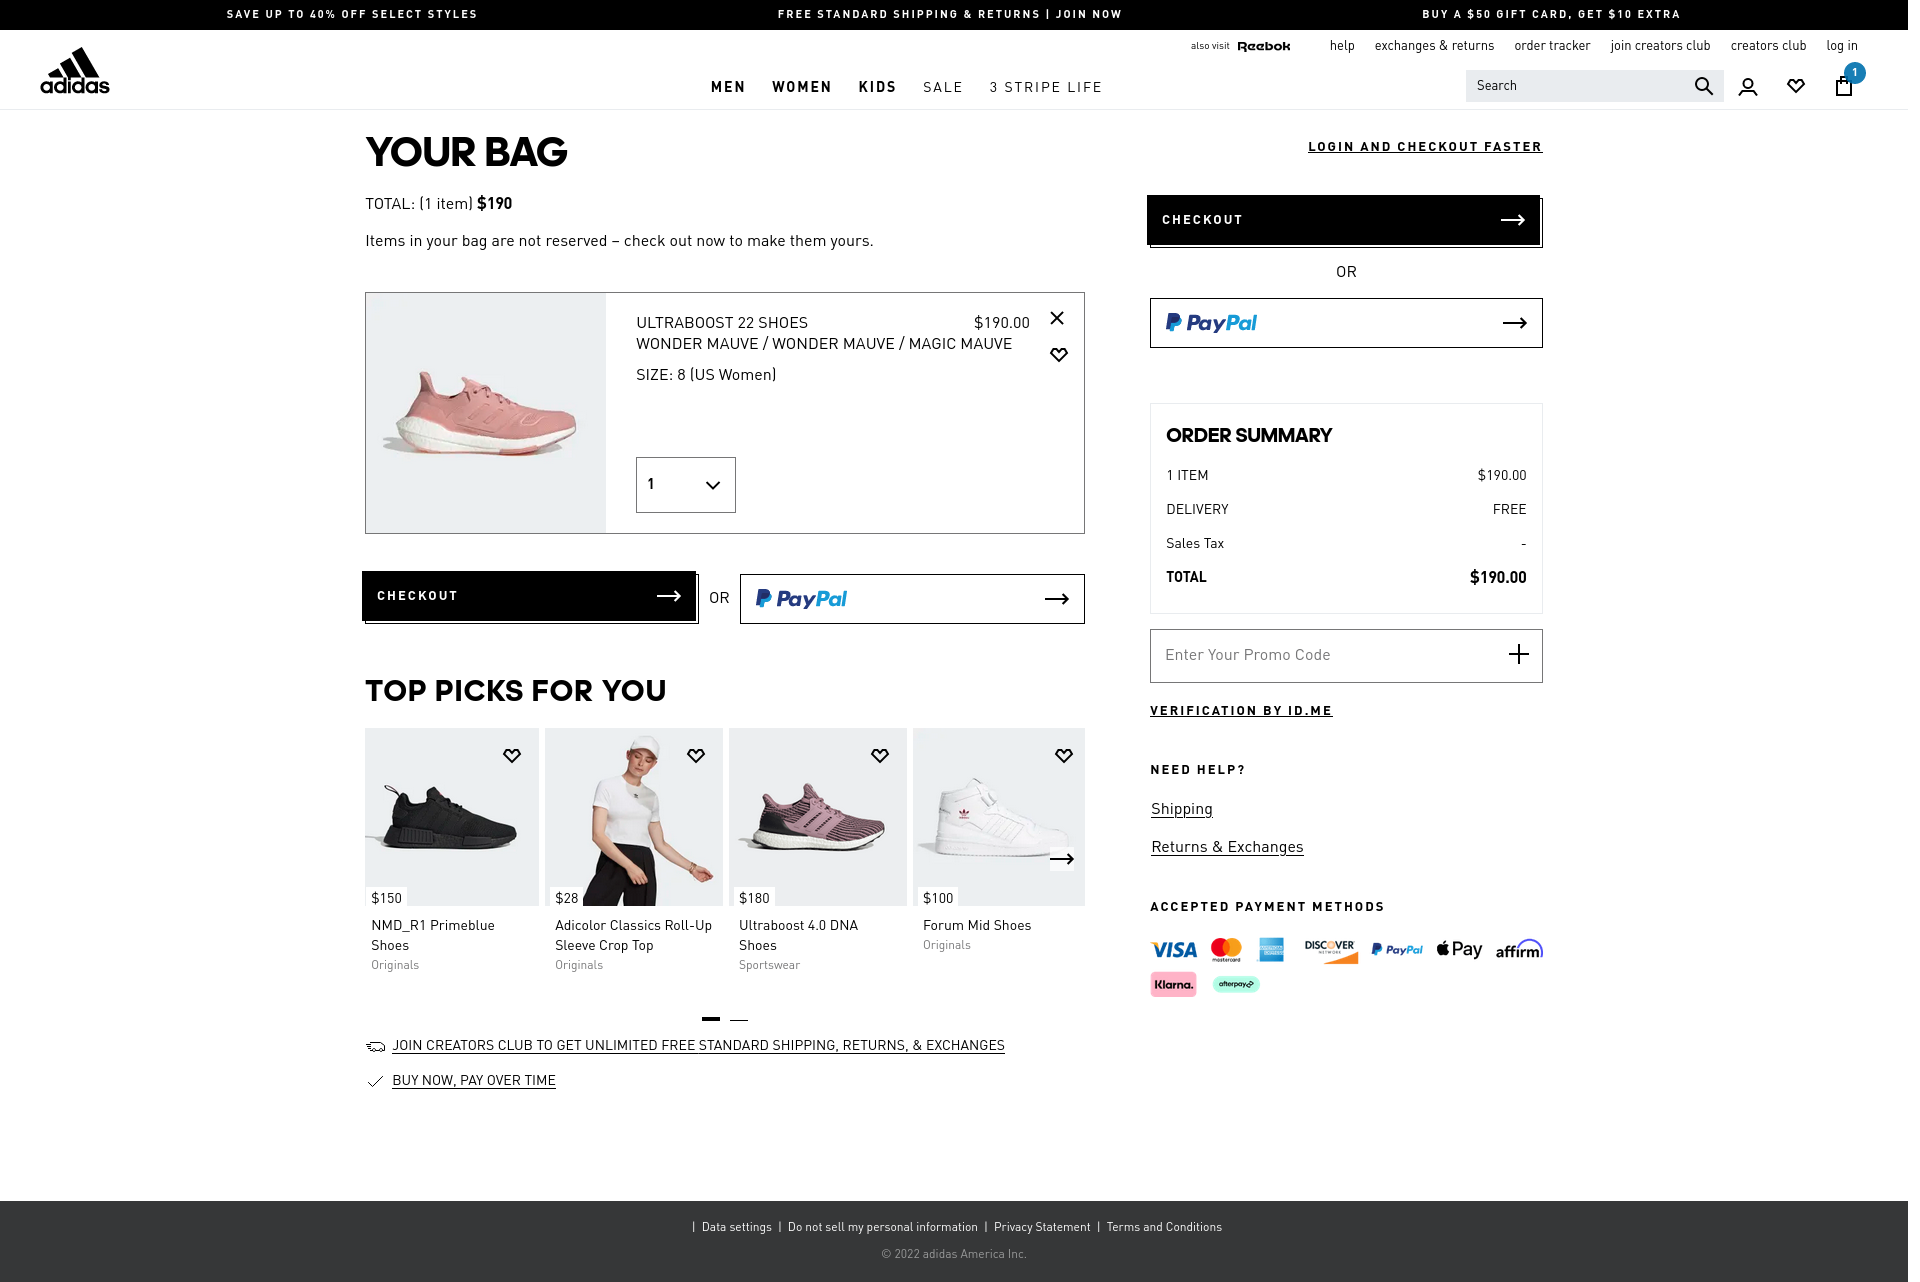 SAVE UP TO 40% OFF SELECT STYLES
FREE STANDARD SHIPPING & RETURNS | JOIN NOW
BUY A $50 GIFT CARD, GET $10 EXTRA
adidas
also visit Reebok
help
exchanges & returns
order tracker
join creators club
creators club
log in
MEN
WOMEN
KIDS
SALE
3 STRIPE LIFE
Search
1
YOUR BAG
TOTAL: (1 item) $190
Items in your bag are not reserved – check out now to make them yours.
ULTRABOOST 22 SHOES
$190.00
WONDER MAUVE / WONDER MAUVE / MAGIC MAUVE
SIZE: 8 (US Women)
1
CHECKOUT
OR
PayPal
TOP PICKS FOR YOU
$150
NMD_R1 Primeblue
Shoes
Originals
$28
Adicolor Classics Roll-Up
Sleeve Crop Top
Originals
$180
Ultraboost 4.0 DNA
Shoes
Sportswear
$100
Forum Mid Shoes
Originals
JOIN CREATORS CLUB TO GET UNLIMITED FREE STANDARD SHIPPING, RETURNS, & EXCHANGES
BUY NOW, PAY OVER TIME
LOGIN AND CHECKOUT FASTER
CHECKOUT
OR
PayPal
ORDER SUMMARY
1 ITEM
$190.00
DELIVERY
FREE
Sales Tax
-
TOTAL
$190.00
Enter Your Promo Code
VERIFICATION BY ID.ME
NEED HELP?
Shipping
Returns & Exchanges
ACCEPTED PAYMENT METHODS
VISA
mastercard
AMERICAN EXPRESS
DISCOVER NETWORK
PayPal
Pay
affirm
Klarna.
afterpay
| Data settings | Do not sell my personal information | Privacy Statement | Terms and Conditions
© 2022 adidas America Inc.